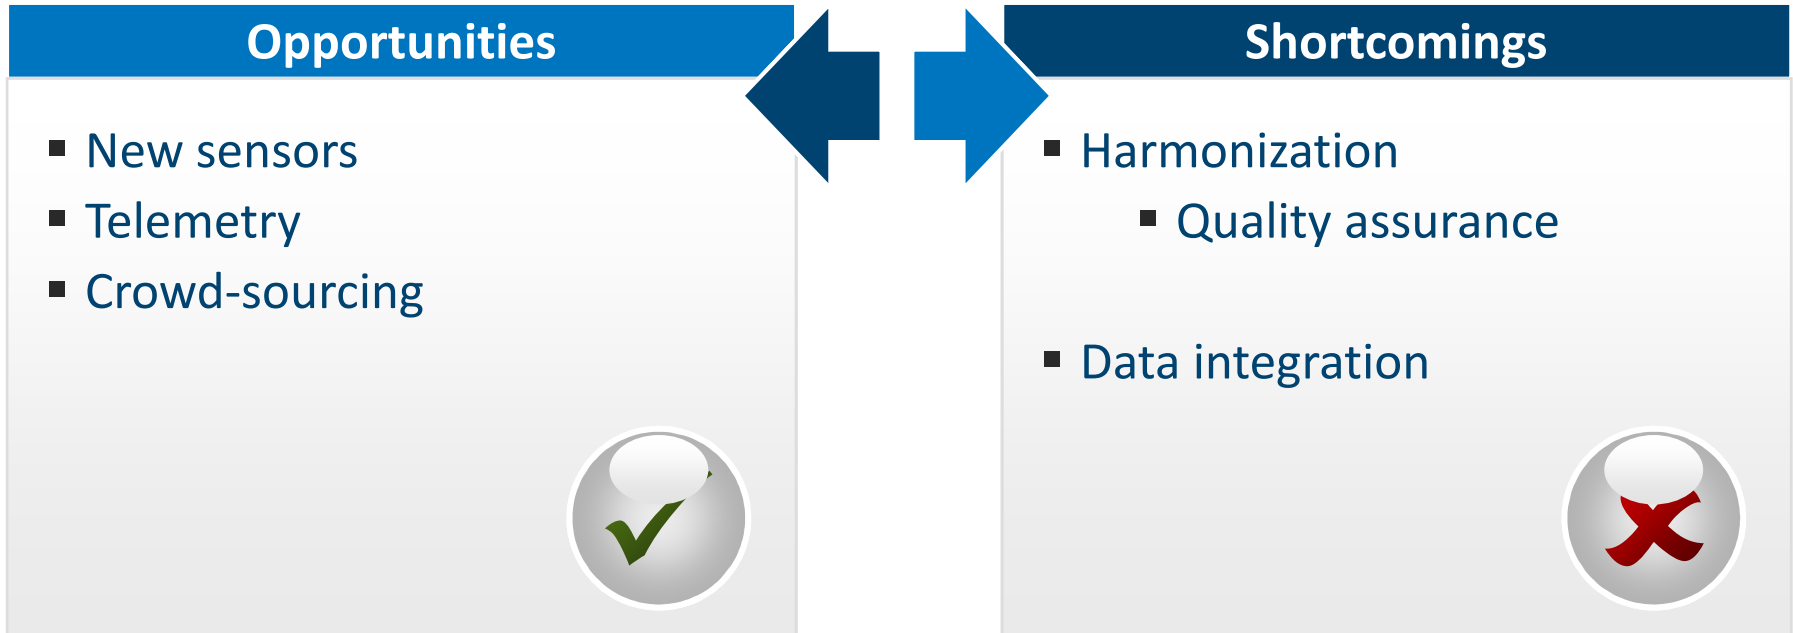 Opportunities
New sensors
Telemetry
Crowd-sourcing
Shortcomings
Harmonization
Quality assurance
Data integration